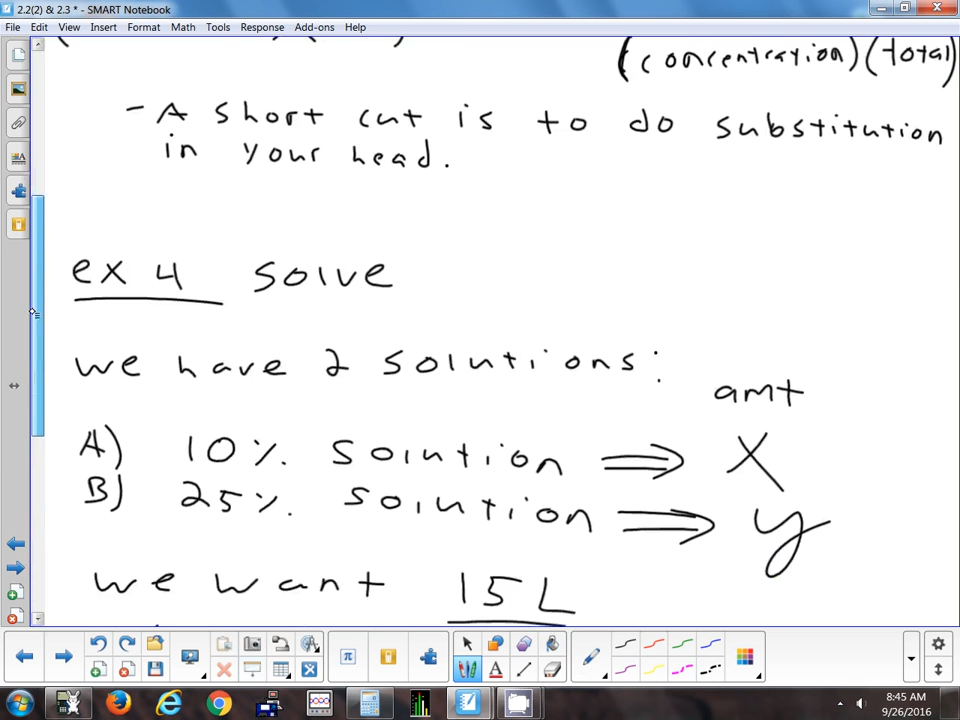 2.2(2) & 2.3 * - SMART Notebook
File Edit View Insert Format Math Tools Response Add-ons Help
(concentration)(total)
- A short cut is to do substitution
in your head.
ex 4 solve
we have 2 solutions:
amt
A) 10% solution ⇒ X
B) 25% solution ⇒ y
we want 15L
8:45 AM
9/26/2016